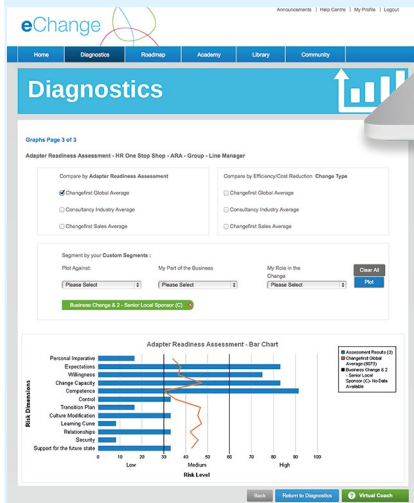 Announcements | Help Centre | My Profile | Logout
eChange
Home Diagnostics Roadmap Academy Library Community
Diagnostics
Graphs Page 3 of 3
Adapter Readiness Assessment - HR One Stop Shop - ARA - Group - Line Manager
Compare by Adapter Readiness Assessment
Changefirst Global Average
Consultancy Industry Average
Changefirst Sales Average
Compare by Efficiency/Cost Reduction Change Type
Changefirst Global Average
Consultancy Industry Average
Changefirst Sales Average
Segment by your Custom Segments :
Plot Against: My Part of the Business My Role in the
Change
Please Select Please Select Please Select
Clear All
Plot
Business Change & 2 - Senior Local Sponsor (C)
Adapter Readiness Assessment - Bar Chart
Risk Dimensions
Personal Imperative
Expectations
Willingness
Change Capacity
Competence
Control
Transition Plan
Culture Modification
Learning Curve
Relationships
Security
Support for the future state
0 10 20 30 40 50 60 70 80 90 100
Low Medium High
Risk Level
Assessment Results (3)
Changefirst Global
Average (8073)
Business Change & 2
- Senior Local
Sponsor (C)- No Data
Available
Back Return to Diagnostics ? Virtual Coach